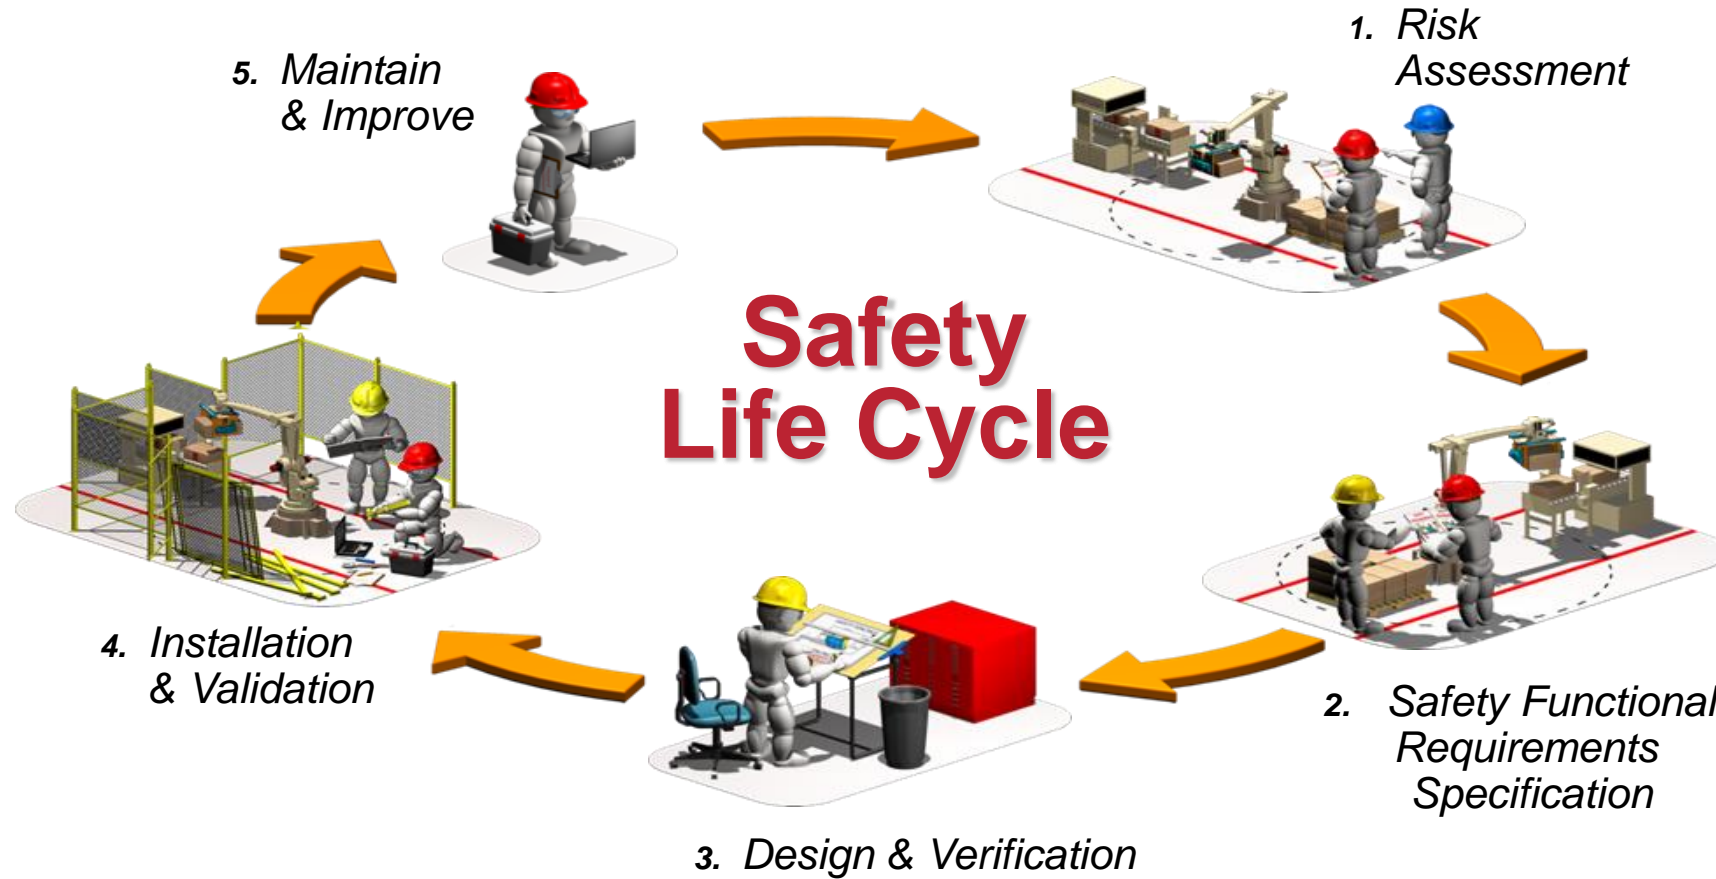 1. Risk
Assessment
5. Maintain
& Improve
Safety
Life Cycle
4. Installation
& Validation
2. Safety Functional
Requirements
Specification
3. Design & Verification